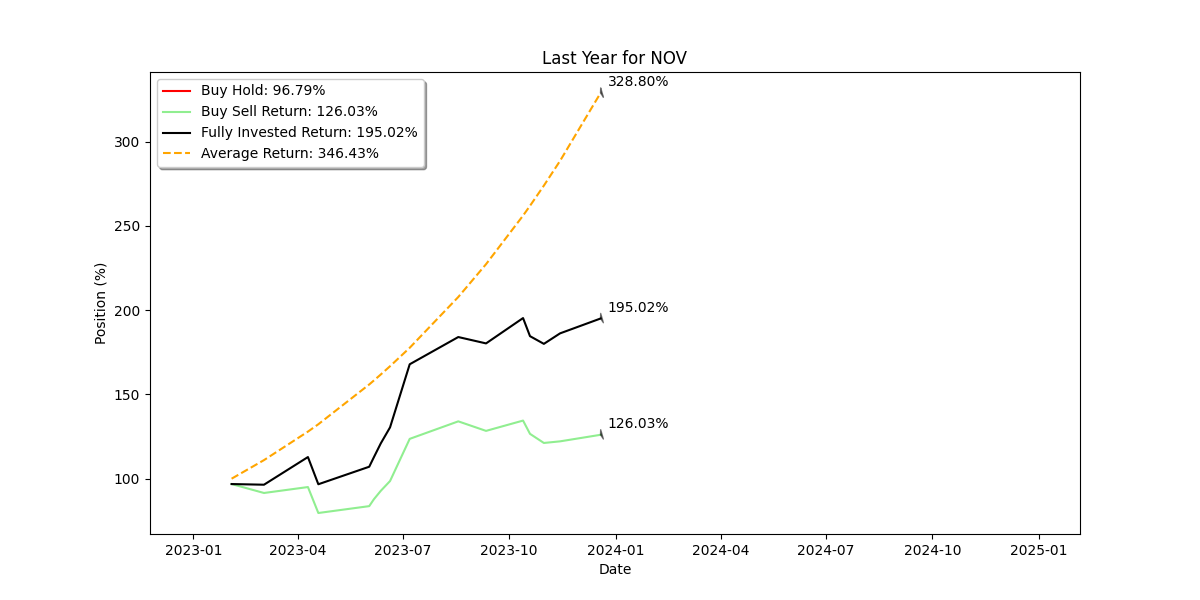 Last Year for NOV
Buy Hold: 96.79%
Buy Sell Return: 126.03%
Fully Invested Return: 195.02%
Average Return: 346.43%
328.80%
195.02%
126.03%
Position (%)
300
250
200
150
100
2023-01 2023-04 2023-07 2023-10 2024-01 2024-04 2024-07 2024-10 2025-01
Date